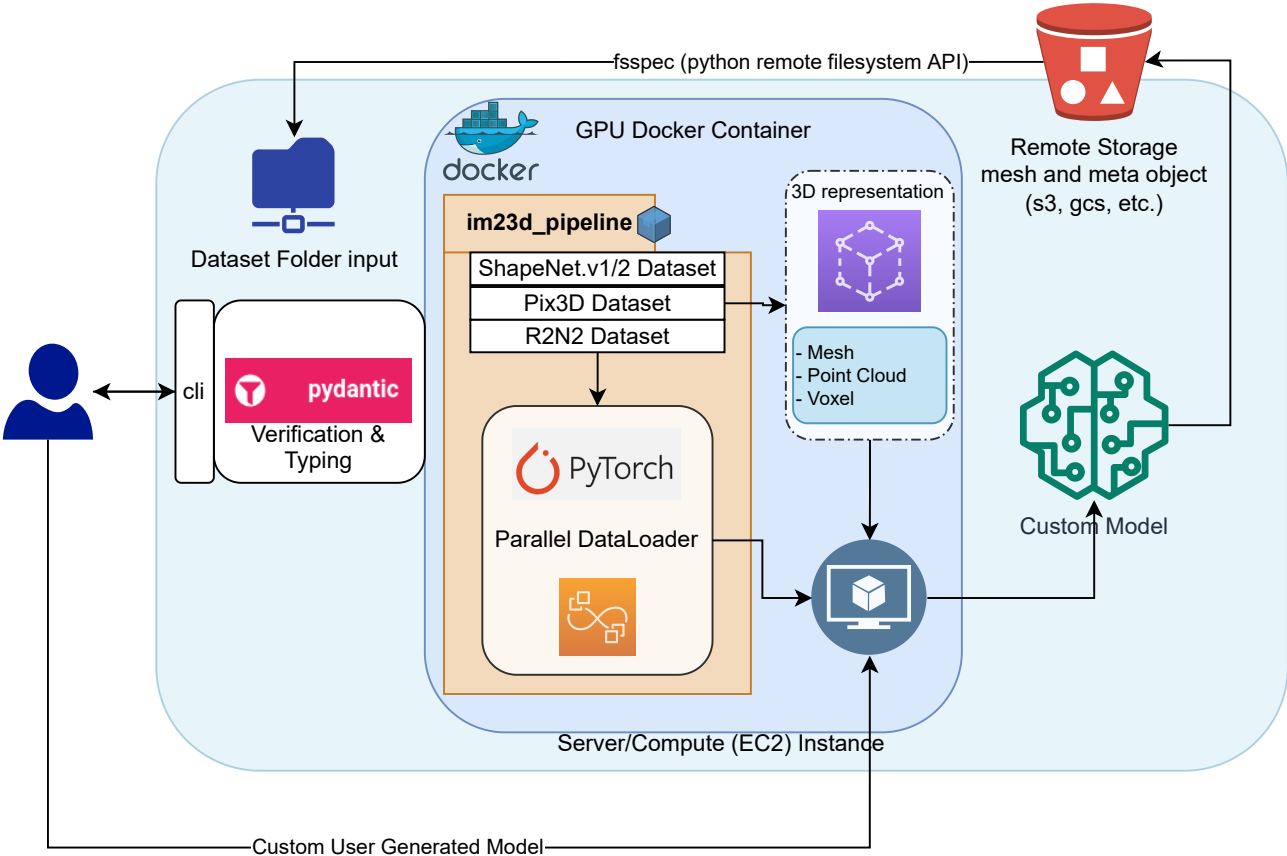 fsspec (python remote filesystem API)
Remote Storage
mesh and meta object
(s3, gcs, etc.)
GPU Docker Container
docker
im23d_pipeline
ShapeNet.v1/2 Dataset
Pix3D Dataset
R2N2 Dataset
3D representation
- Mesh
- Point Cloud
- Voxel
Dataset Folder input
cli
pydantic
Verification &
Typing
PyTorch
Parallel DataLoader
Custom Model
Server/Compute (EC2) Instance
Custom User Generated Model